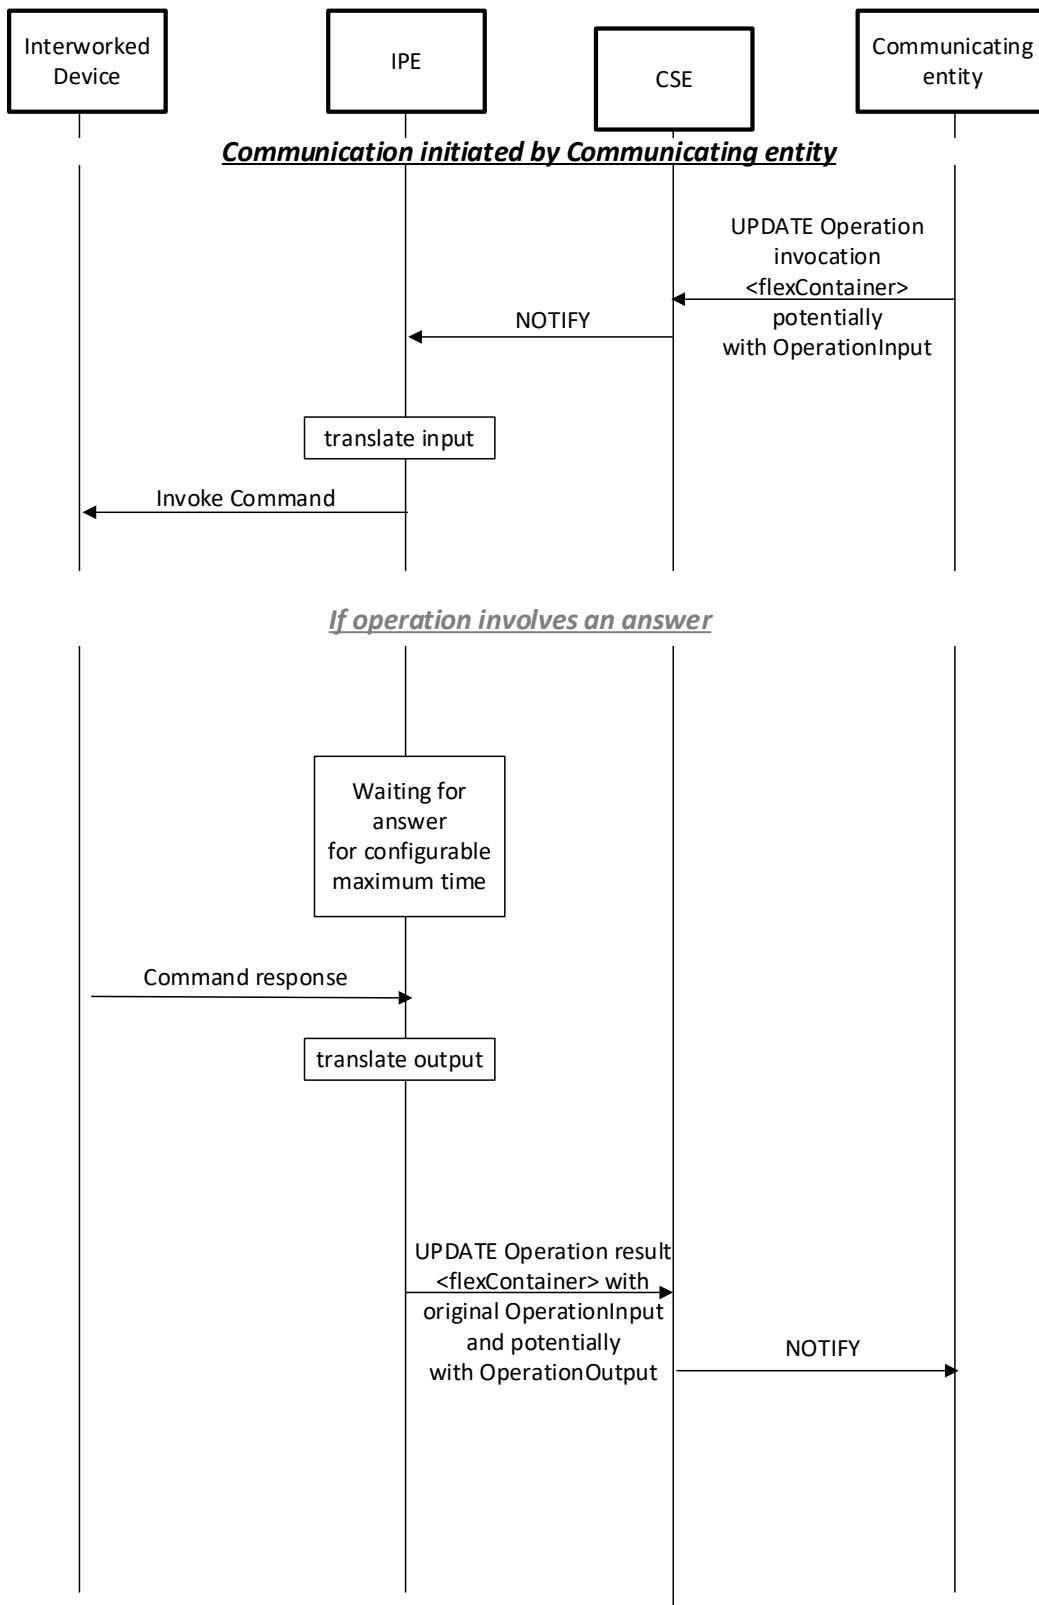 Interworked
Device
IPE
CSE
Communicating
entity
Communication initiated by Communicating entity
UPDATE Operation
invocation
<flexContainer>
potentially
with OperationInput
NOTIFY
translate input
Invoke Command
If operation involves an answer
Waiting for
answer
for configurable
maximum time
Command response
translate output
UPDATE Operation result
<flexContainer> with
original OperationInput
and potentially
with OperationOutput
NOTIFY